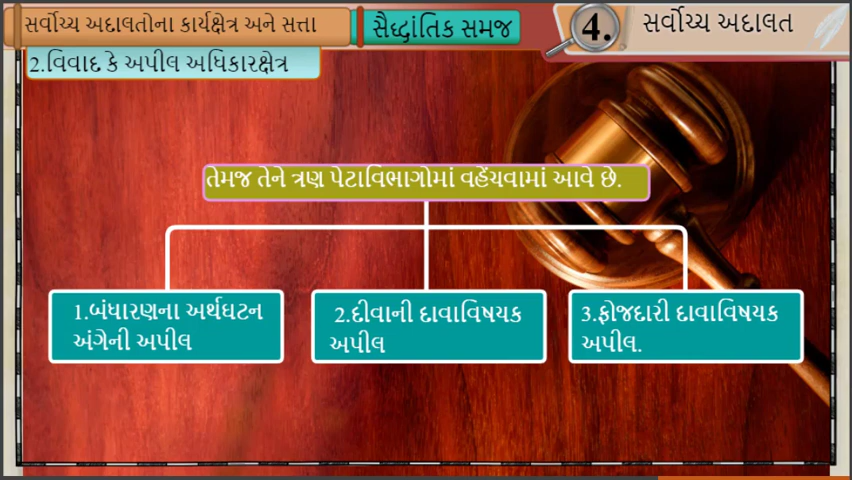 સર્વોચ્ચ અદાલતોના કાર્યક્ષેત્ર અને સત્તા
સૈદ્ધાંતિક સમજ
4.
સર્વોચ્ચ અદાલત
2.વિવાદ કે અપીલ અધિકારક્ષેત્ર
તેમજ તેને ત્રણ પેટાવિભાગોમાં વહેંચવામાં આવે છે.
1.બંધારણના અર્થઘટન
અંગેની અપીલ
2.દીવાની દાવાવિષયક
અપીલ
3.ફોજદારી દાવાવિષયક
અપીલ.